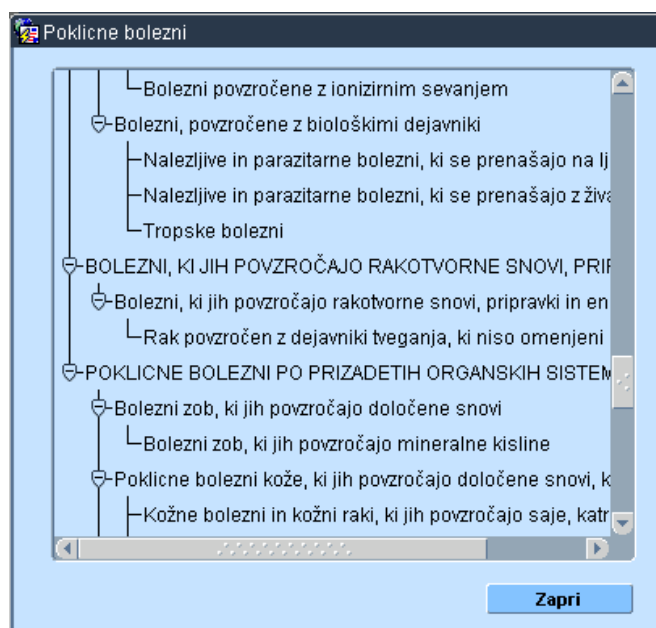 Poklicne bolezni
Bolezni povzročene z ionizirnim sevanjem
Bolezni, povzročene z biološkimi dejavniki
Nalezljive in parazitarne bolezni, ki se prenašajo na lj
Nalezljive in parazitarne bolezni, ki se prenašajo z živa
Tropske bolezni
BOLEZNI, KI JIH POVZROČAJO RAKOTVORNE SNOVI, PRIP
Bolezni, ki jih povzročajo rakotvorne snovi, pripravki in en
Rak povzročen z dejavniki tveganja, ki niso omenjeni
POKLICNE BOLEZNI PO PRIZADETIH ORGANSKIH SISTEM
Bolezni zob, ki jih povzročajo določene snovi
Bolezni zob, ki jih povzročajo mineralne kisline
Poklicne bolezni kože, ki jih povzročajo določene snovi, k
Kožne bolezni in kožni raki, ki jih povzročajo saje, katr
Zapri